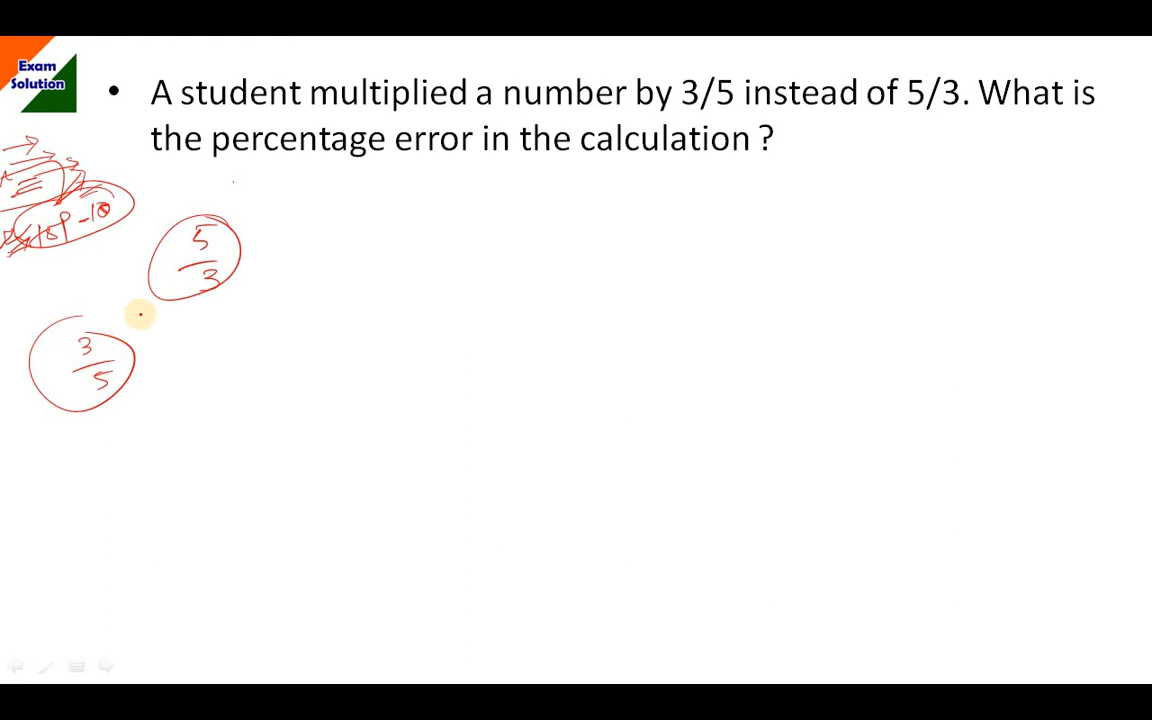 Exam
Solution
• A student multiplied a number by 3/5 instead of 5/3. What is
the percentage error in the calculation ?
5
3
3
5